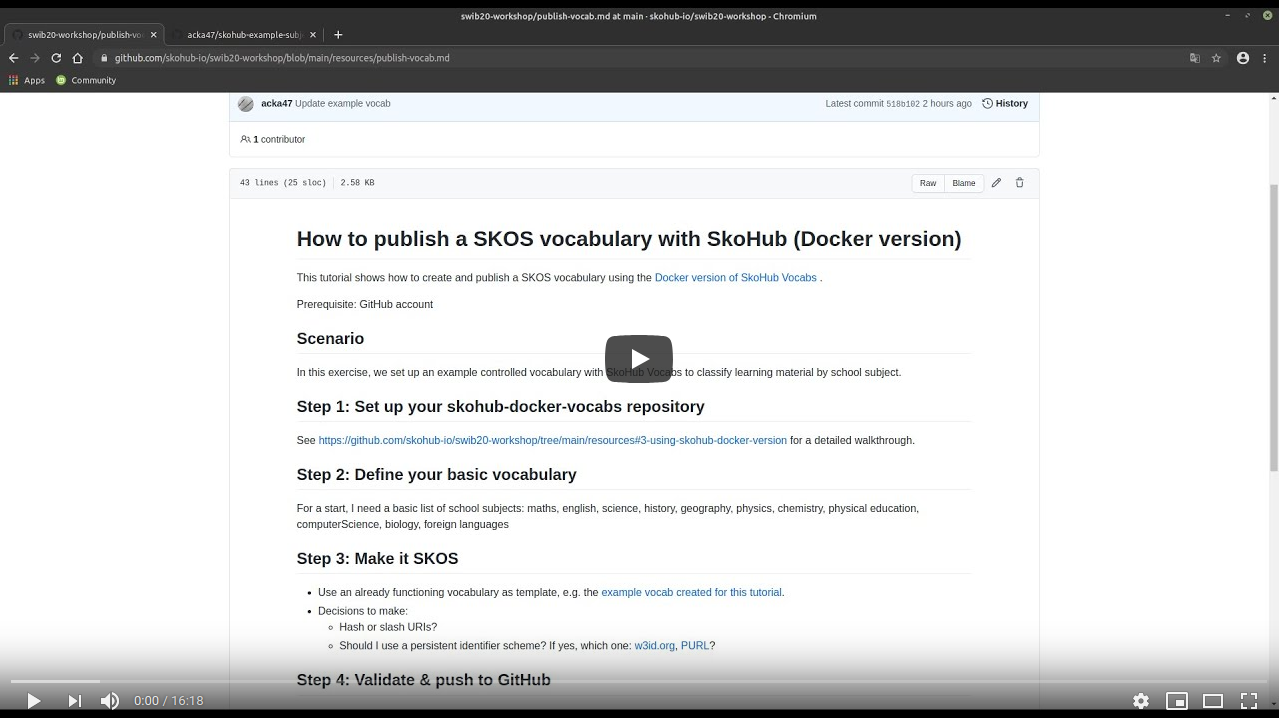 swib20-workshop/publish-vocab.md at main · skohub-io/swib20-workshop - Chromium
swib20-workshop/publish-vo
acka47/skohub-example-sub
github.com/skohub-io/swib20-workshop/blob/main/resources/publish-vocab.md
Apps Community
acka47 Update example vocab Latest commit 518b102 2 hours ago History
1 contributor
43 lines (25 sloc) 2.58 KB Raw Blame
How to publish a SKOS vocabulary with SkoHub (Docker version)
This tutorial shows how to create and publish a SKOS vocabulary using the Docker version of SkoHub Vocabs .
Prerequisite: GitHub account
Scenario
In this exercise, we set up an example controlled vocabulary with SkoHub Vocabs to classify learning material by school subject.
Step 1: Set up your skohub-docker-vocabs repository
See https://github.com/skohub-io/swib20-workshop/tree/main/resources#3-using-skohub-docker-version for a detailed walkthrough.
Step 2: Define your basic vocabulary
For a start, I need a basic list of school subjects: maths, english, science, history, geography, physics, chemistry, physical education,
computerScience, biology, foreign languages
Step 3: Make it SKOS
• Use an already functioning vocabulary as template, e.g. the example vocab created for this tutorial.
• Decisions to make:
◦ Hash or slash URIs?
◦ Should I use a persistent identifier scheme? If yes, which one: w3id.org, PURL?
Step 4: Validate & push to GitHub
0:00 / 16:18